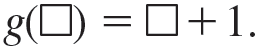 g(□) = □ + 1.